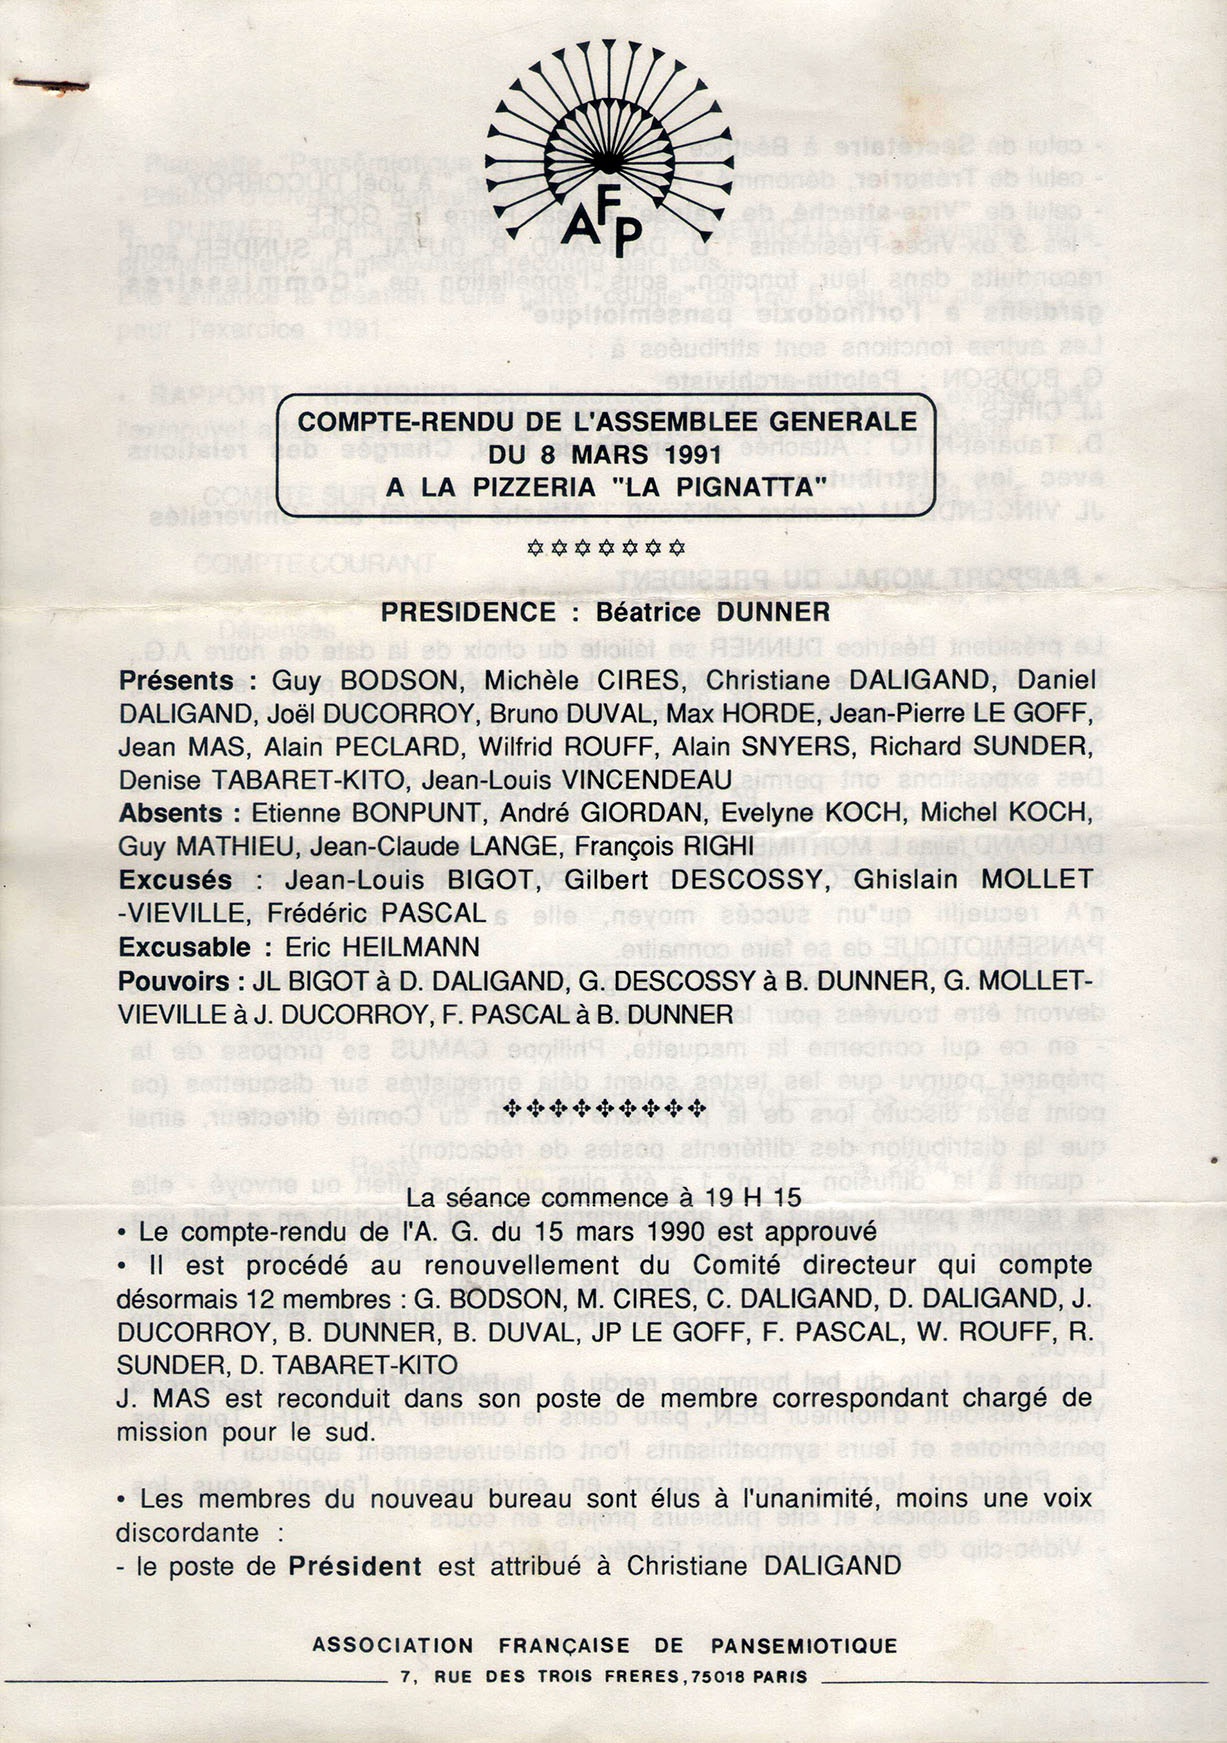 AFP
COMPTE-RENDU DE L'ASSEMBLEE GENERALE
DU 8 MARS 1991
A LA PIZZERIA "LA PIGNATTA"
PRESIDENCE : Béatrice DUNNER
Présents : Guy BODSON, Michèle CIRES, Christiane DALIGAND, Daniel
DALIGAND, Joël DUCORROY, Bruno DUVAL, Max HORDE, Jean-Pierre LE GOFF,
Jean MAS, Alain PECLARD, Wilfrid ROUFF, Alain SNYERS, Richard SUNDER,
Denise TABARET-KITO, Jean-Louis VINCENDEAU
Absents : Etienne BONPUNT, André GIORDAN, Evelyne KOCH, Michel KOCH,
Guy MATHIEU, Jean-Claude LANGE, François RIGHI
Excusés : Jean-Louis BIGOT, Gilbert DESCOSSY, Ghislain MOLLET
-VIEVILLE, Frédéric PASCAL
Excusable : Eric HEILMANN
Pouvoirs : JL BIGOT à D. DALIGAND, G. DESCOSSY à B. DUNNER, G. MOLLET-
VIEVILLE à J. DUCORROY, F. PASCAL à B. DUNNER
La séance commence à 19 H 15
• Le compte-rendu de l'A. G. du 15 mars 1990 est approuvé
• Il est procédé au renouvellement du Comité directeur qui compte
désormais 12 membres : G. BODSON, M. CIRES, C. DALIGAND, D. DALIGAND, J.
DUCORROY, B. DUNNER, B. DUVAL, JP LE GOFF, F. PASCAL, W. ROUFF, R.
SUNDER, D. TABARET-KITO
J. MAS est reconduit dans son poste de membre correspondant chargé de
mission pour le sud.
• Les membres du nouveau bureau sont élus à l'unanimité, moins une voix
discordante :
- le poste de Président est attribué à Christiane DALIGAND
ASSOCIATION FRANÇAISE DE PANSEMIOTIQUE
7, RUE DES TROIS FRERES, 75018 PARIS